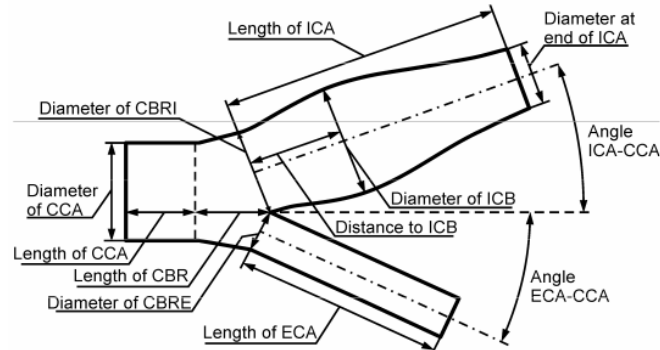 Length of ICA
Diameter at
end of ICA
Diameter of CBRI
Angle
ICA-CCA
Diameter
of CCA
Diameter of ICB
Distance to ICB
Length of CCA
Length of CBR
Diameter of CBRE
Angle
ECA-CCA
Length of ECA